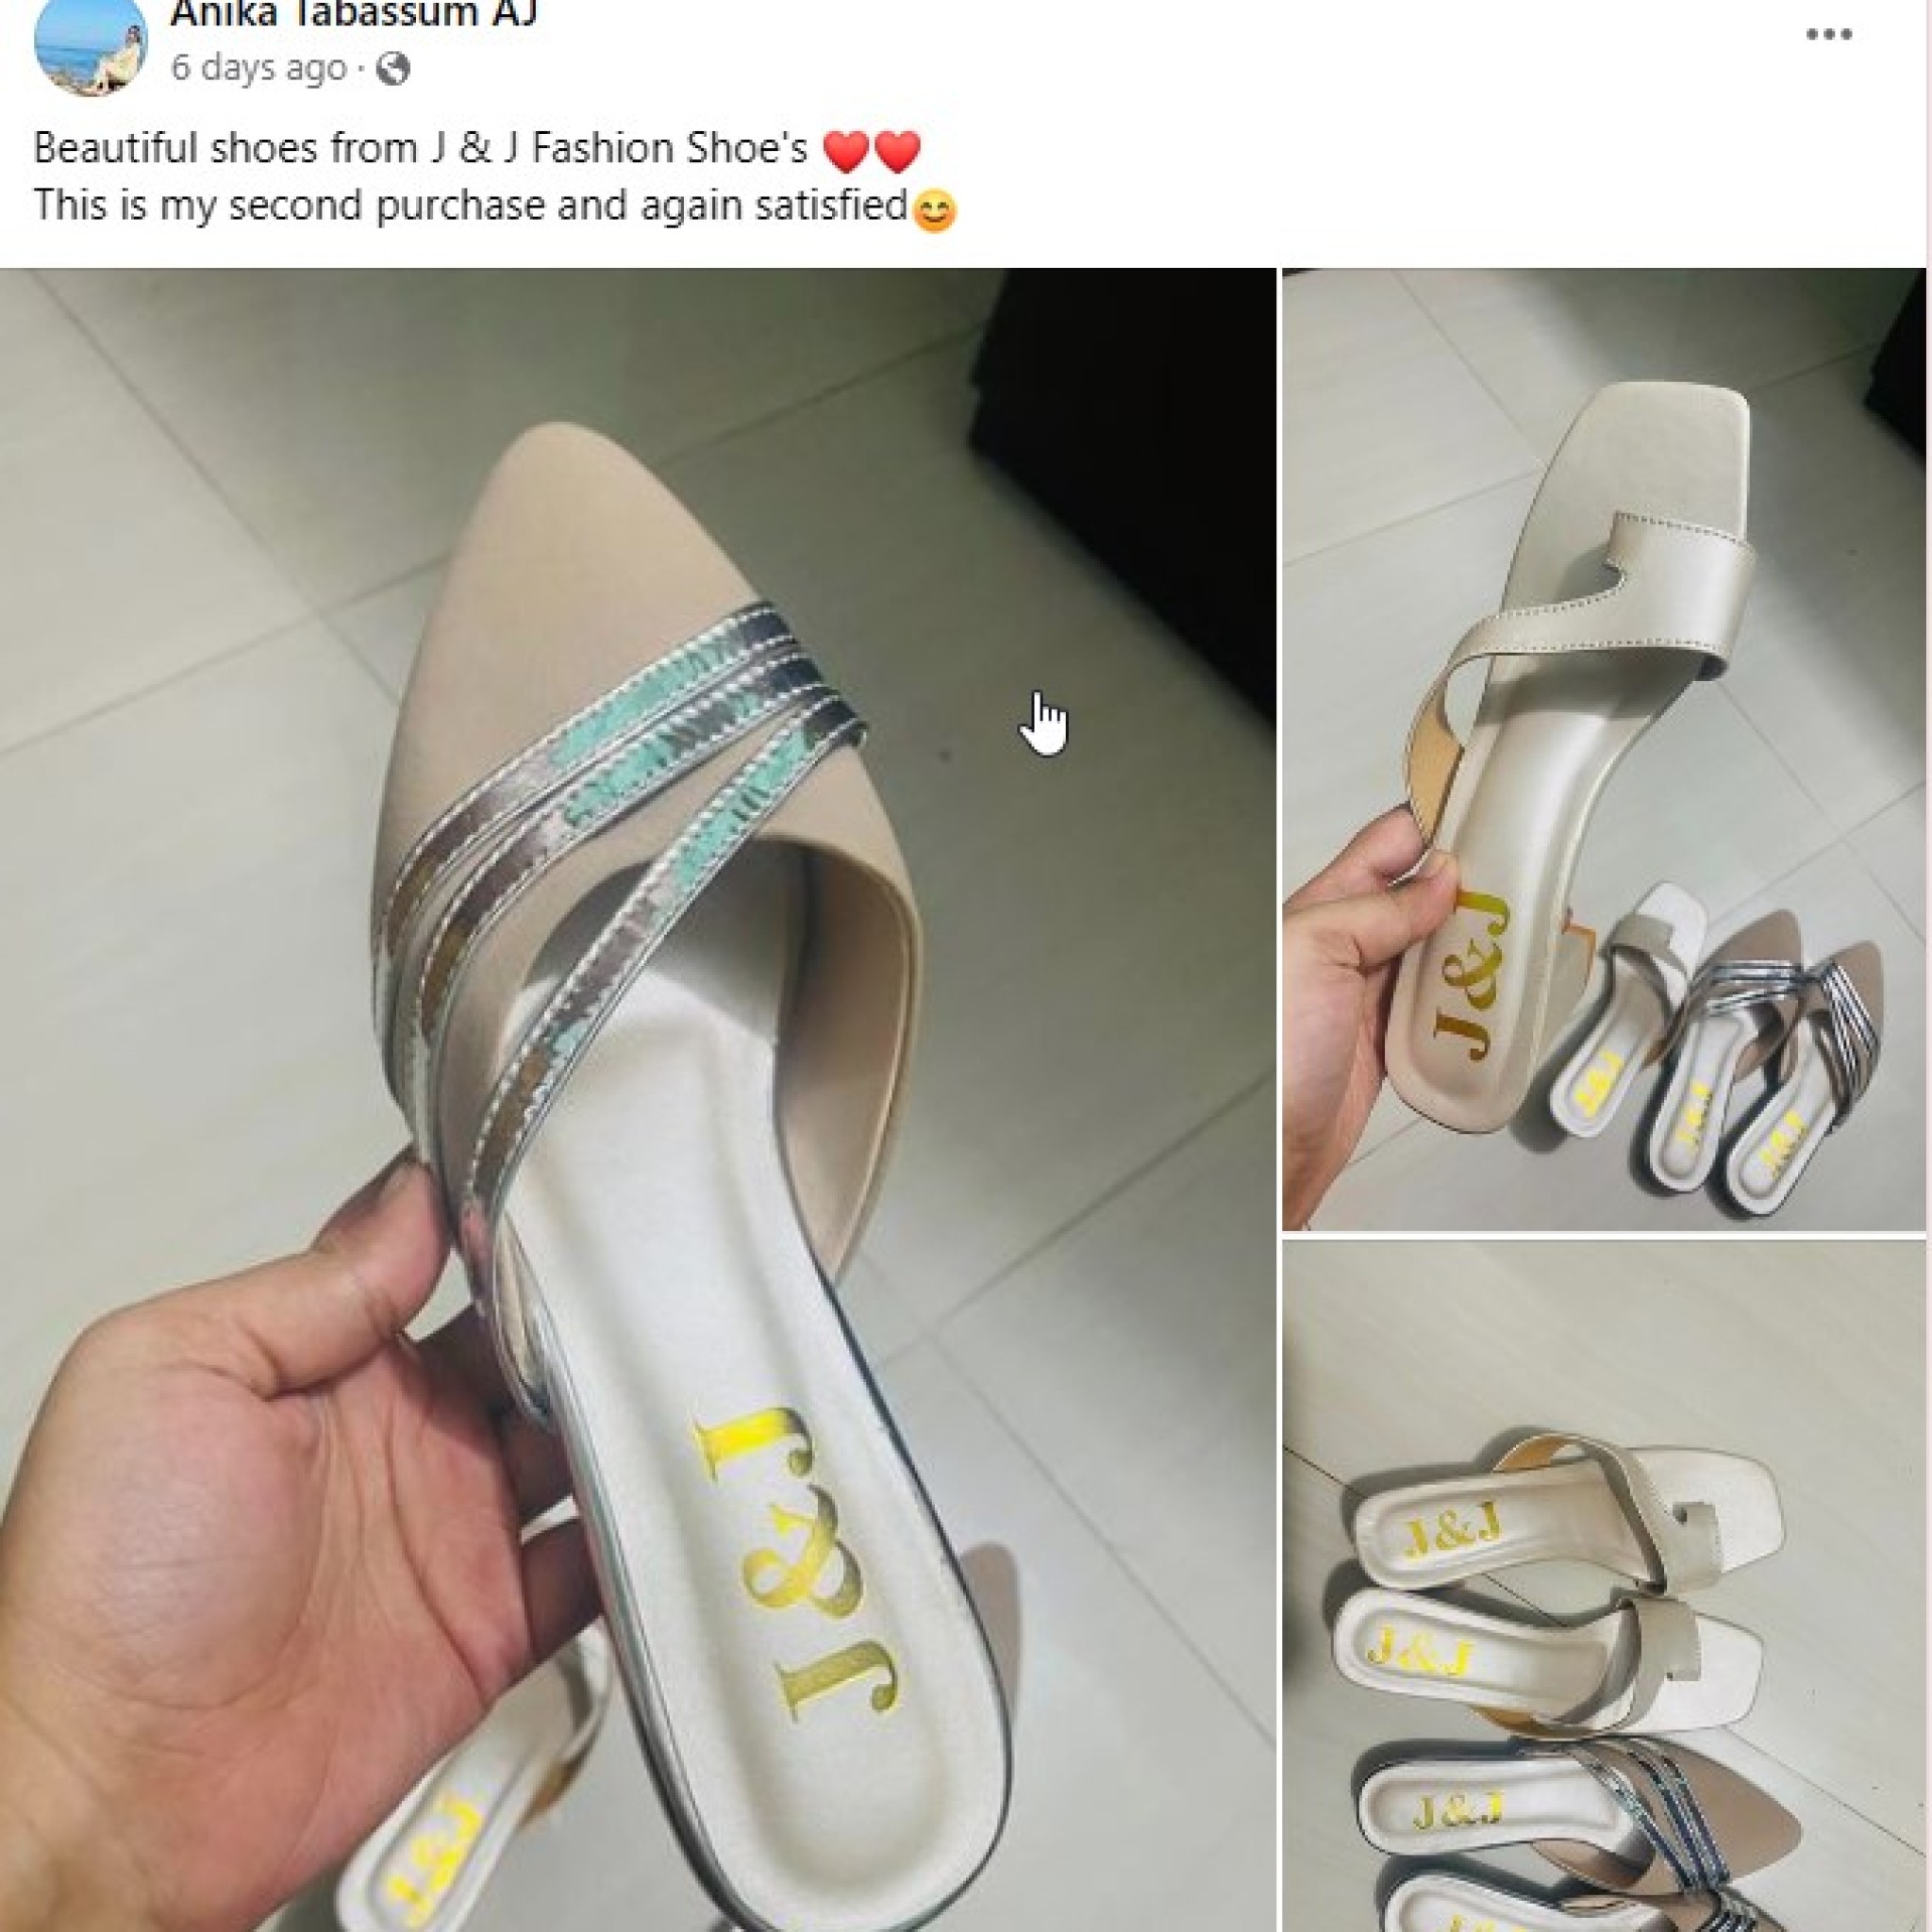 Anika Tabassum AJ
6 days ago ·
Beautiful shoes from J & J Fashion Shoe's ❤️❤️
This is my second purchase and again satisfied😊
J&J
J&J
J&J
J&J
J&J
J&J
J&J
J&J
J&J
J&J